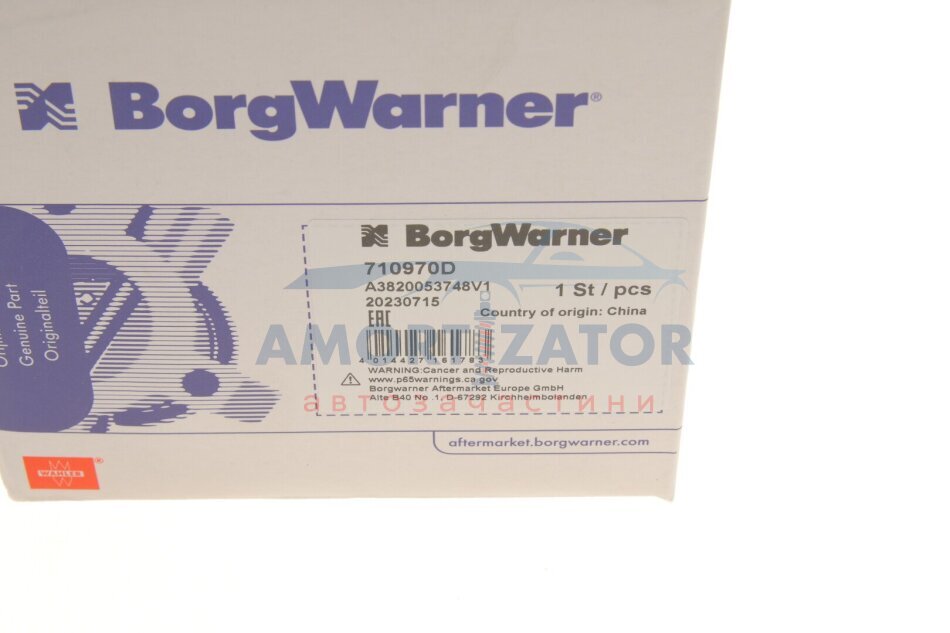 BorgWarner®
BorgWarner
710970D
A3820053748V1
1 St / pcs
20230715
Country of origin: China
EAC
AMORTIZATOR
4 014427 161783
WARNING:Cancer and Reproductive Harm
www.p65warnings.ca.gov
Borgwarner Aftermarket Europe GmbH
Alte B40 No. 1, D-67292 Kirchheimbolanden
автозапчастини
Genuine Part
Originalteil
aftermarket.borgwarner.com
WAHLER®